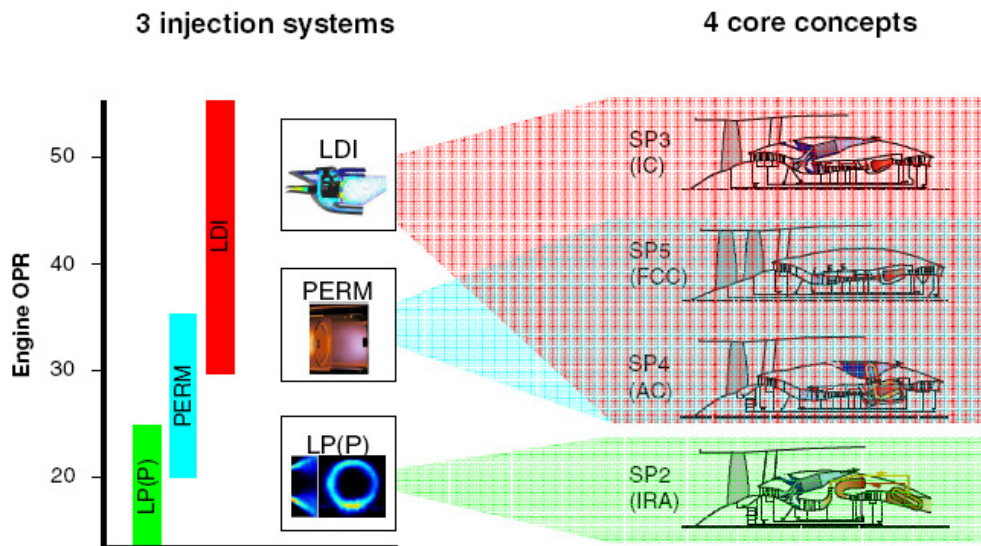 3 injection systems
4 core concepts
Engine OPR
50
40
30
20
LDI
PERM
LP(P)
LDI
PERM
LP(P)
SP3
(IC)
SP5
(FCO)
SP4
(AC)
SP2
(IRA)